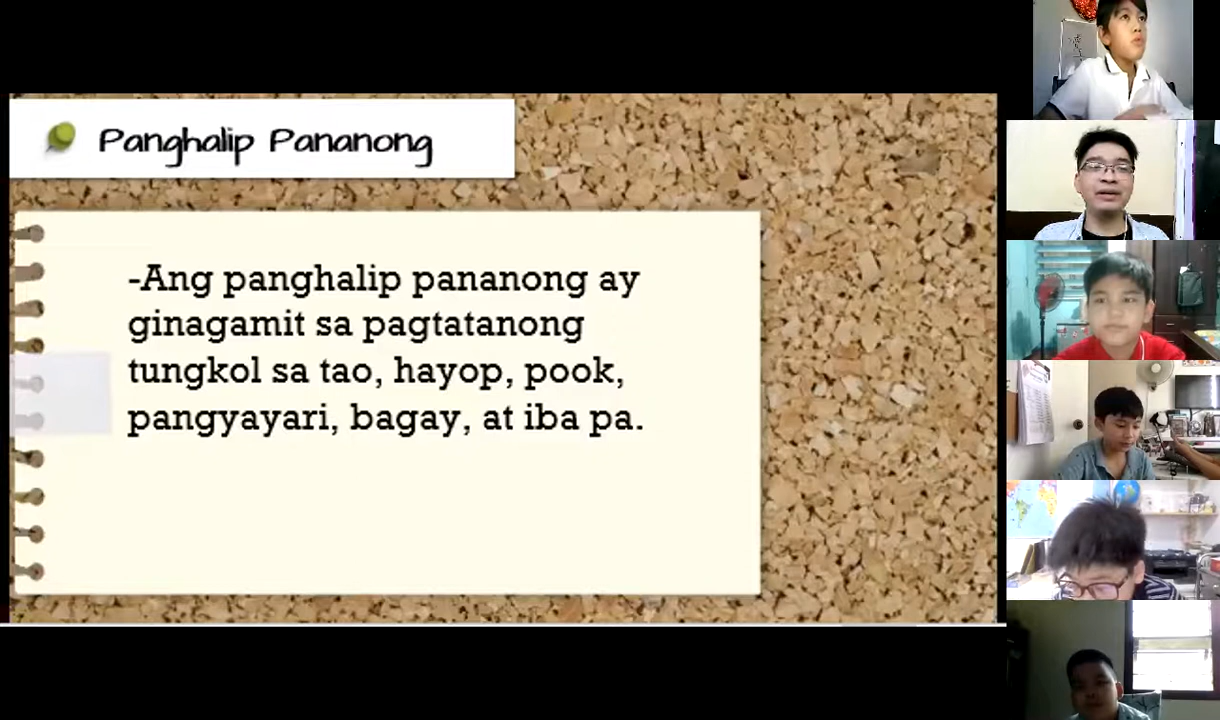 Panghalip Pananong
-Ang panghalip pananong ay
ginagamit sa pagtatanong
tungkol sa tao, hayop, pook,
pangyayari, bagay, at iba pa.